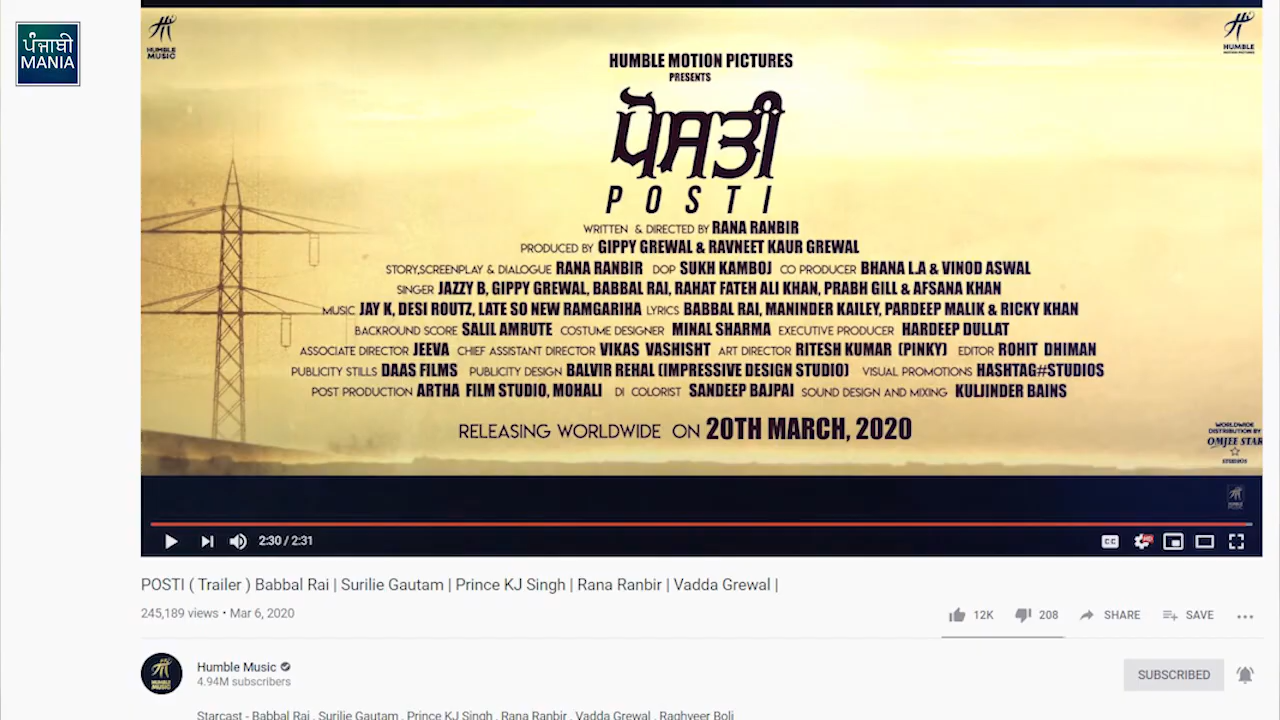 ਪੰਜਾਬੀ
MANIA
HUMBLE
MUSIC
HUMBLE
MOTION PICTURES
HUMBLE MOTION PICTURES
PRESENTS
ਪੋਸਤੀ
POSTI
WRITTEN & DIRECTED BY RANA RANBIR
PRODUCED BY GIPPY GREWAL & RAVNEET KAUR GREWAL
STORY,SCREENPLAY & DIALOGUE RANA RANBIR DOP SUKH KAMBOJ CO PRODUCER BHANA L.A & VINOD ASWAL
SINGER JAZZY B, GIPPY GREWAL, BABBAL RAI, RAHAT FATEH ALI KHAN, PRABH GILL & AFSANA KHAN
MUSIC JAY K, DESI ROUTZ, LATE SO NEW RAMGARIHA LYRICS BABBAL RAI, MANINDER KAILEY, PARDEEP MALIK & RICKY KHAN
BACKROUND SCORE SALIL AMRUTE COSTUME DESIGNER MINAL SHARMA EXECUTIVE PRODUCER HARDEEP DULLAT
ASSOCIATE DIRECTOR JEEVA CHIEF ASSISTANT DIRECTOR VIKAS VASHISHT ART DIRECTOR RITESH KUMAR (PINKY) EDITOR ROHIT DHIMAN
PUBLICITY STILLS DAAS FILMS PUBLICITY DESIGN BALVIR REHAL (IMPRESSIVE DESIGN STUDIO) VISUAL PROMOTIONS HASHTAG#STUDIOS
POST PRODUCTION ARTHA FILM STUDIO, MOHALI DI COLORIST SANDEEP BAJPAI SOUND DESIGN AND MIXING KULJINDER BAINS
RELEASING WORLDWIDE ON 20TH MARCH, 2020
WORLDWIDE
DISTRIBUTION BY
OMJEE STAR
STUDIOS
2:30 / 2:31
CC
HD
POSTI ( Trailer ) Babbal Rai | Surilie Gautam | Prince KJ Singh | Rana Ranbir | Vadda Grewal |
245,189 views • Mar 6, 2020
12K 208 SHARE SAVE
Humble Music
4.94M subscribers
SUBSCRIBED
Starcast - Babbal Rai , Surilie Gautam , Prince KJ Singh , Rana Ranbir , Vadda Grewal , Raghveer Boli